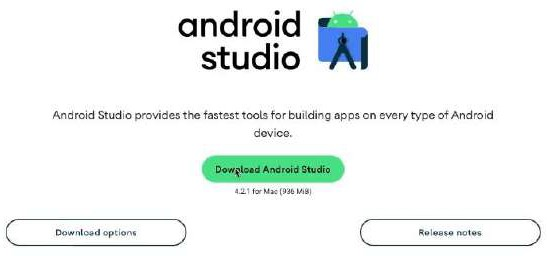 android
studio
Android Studio provides the fastest tools for building apps on every type of Android
device.
Download Android Studio
4.2.1 for Mac (936 MiB)
Download options
Release notes